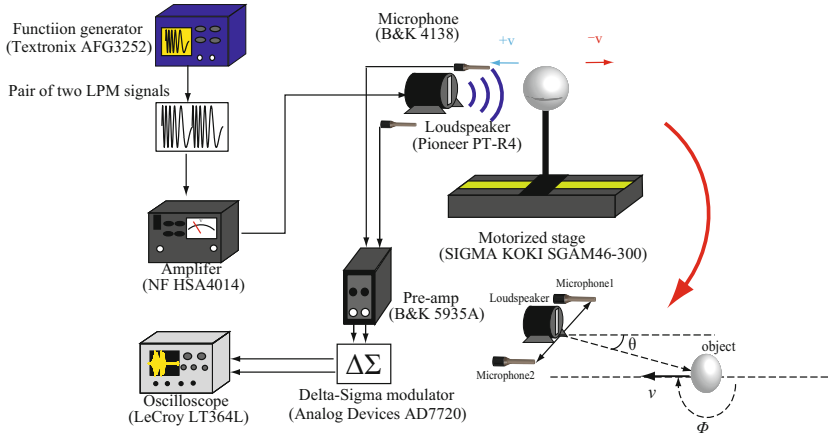 Functiion generator
(Textronix AFG3252)
Pair of two LPM signals
Amplifer
(NF HSA4014)
Oscilloscope
(LeCroy LT364L)
Microphone
(B&K 4138)
Loudspeaker
(Pioneer PT-R4)
+v
−v
Motorized stage
(SIGMA KOKI SGAM46-300)
Pre-amp
(B&K 5935A)
ΔΣ
Delta-Sigma modulator
(Analog Devices AD7720)
Microphone1
Loudspeaker
Microphone2
θ
object
v
Φ